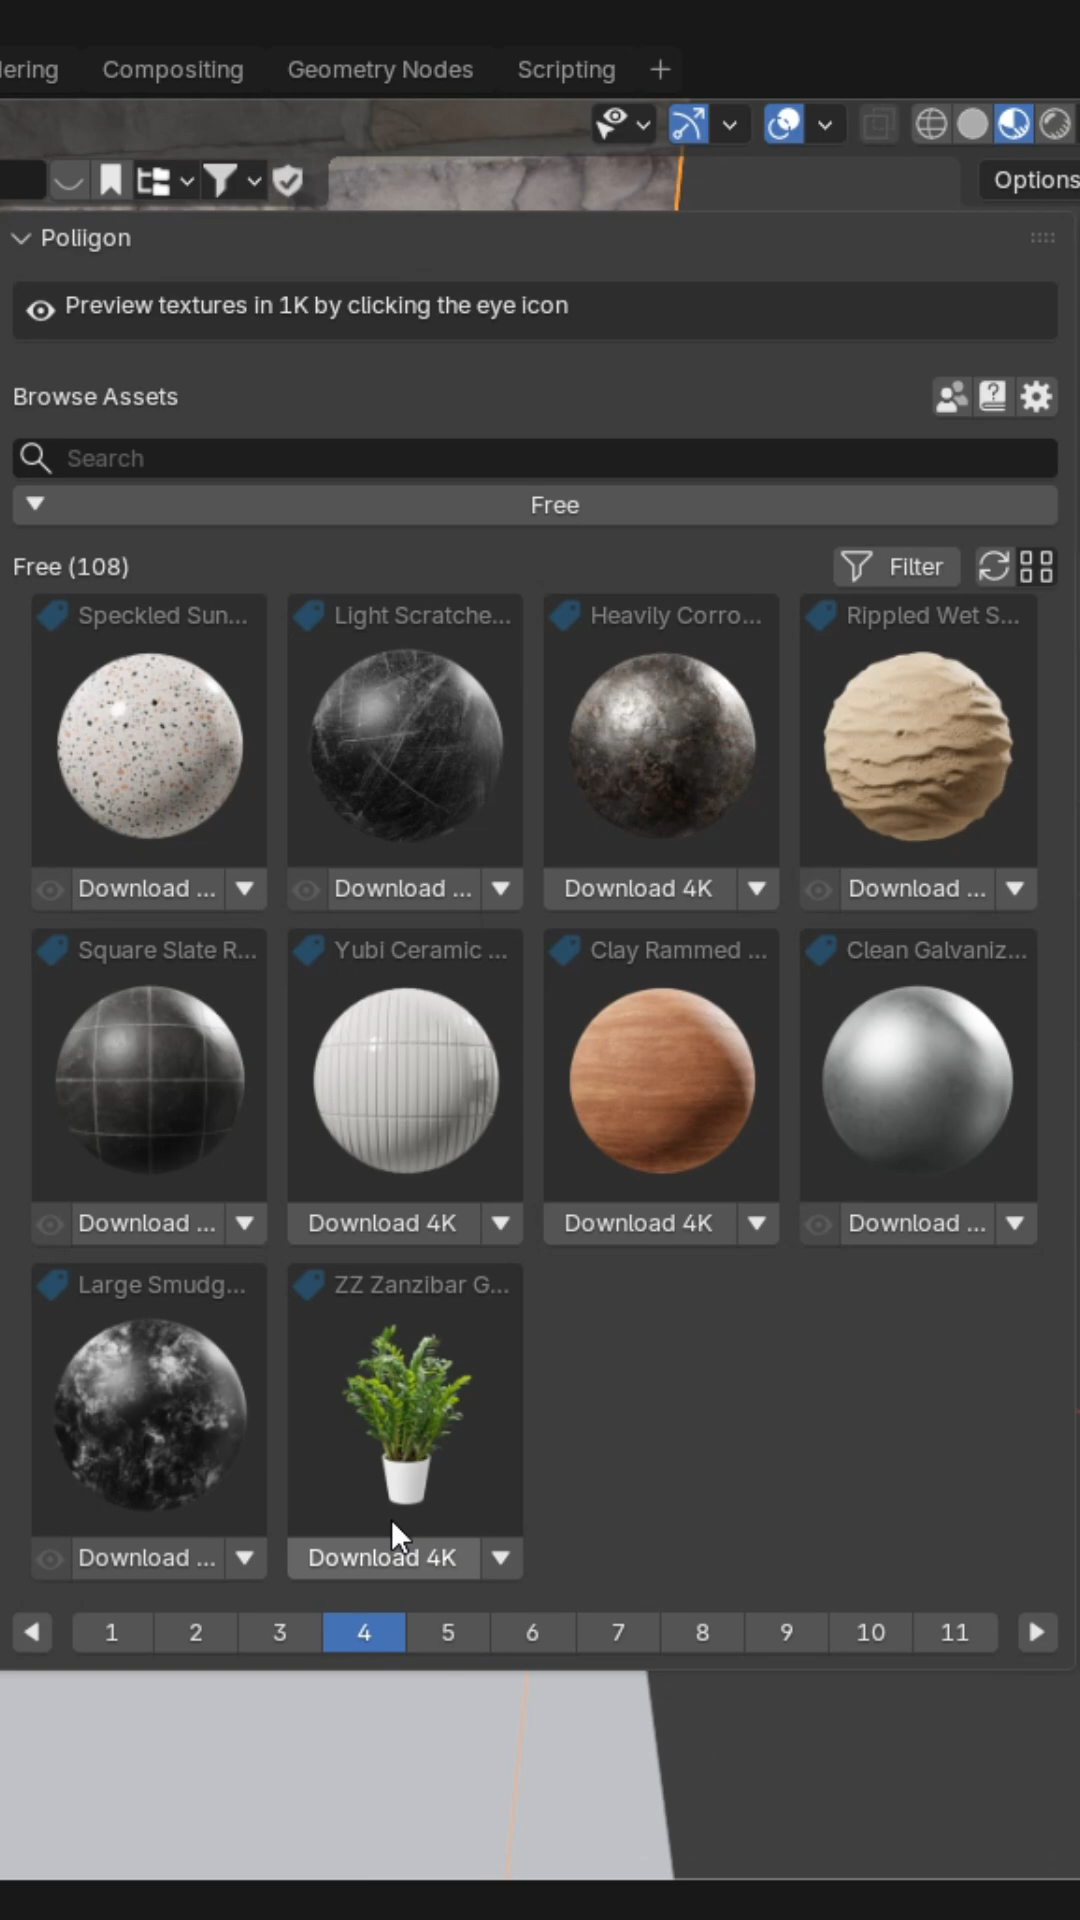 dering Compositing Geometry Nodes Scripting +
Options
Poliigon
Preview textures in 1K by clicking the eye icon
Browse Assets
Search
Free
Free (108)
Filter
Speckled Sun... Light Scratche... Heavily Corro... Rippled Wet S...
Download ... Download ... Download 4K Download ...
Square Slate R... Yubi Ceramic ... Clay Rammed ... Clean Galvaniz...
Download ... Download 4K Download 4K Download ...
Large Smudg... ZZ Zanzibar G...
Download ... Download 4K
1 2 3 4 5 6 7 8 9 10 11